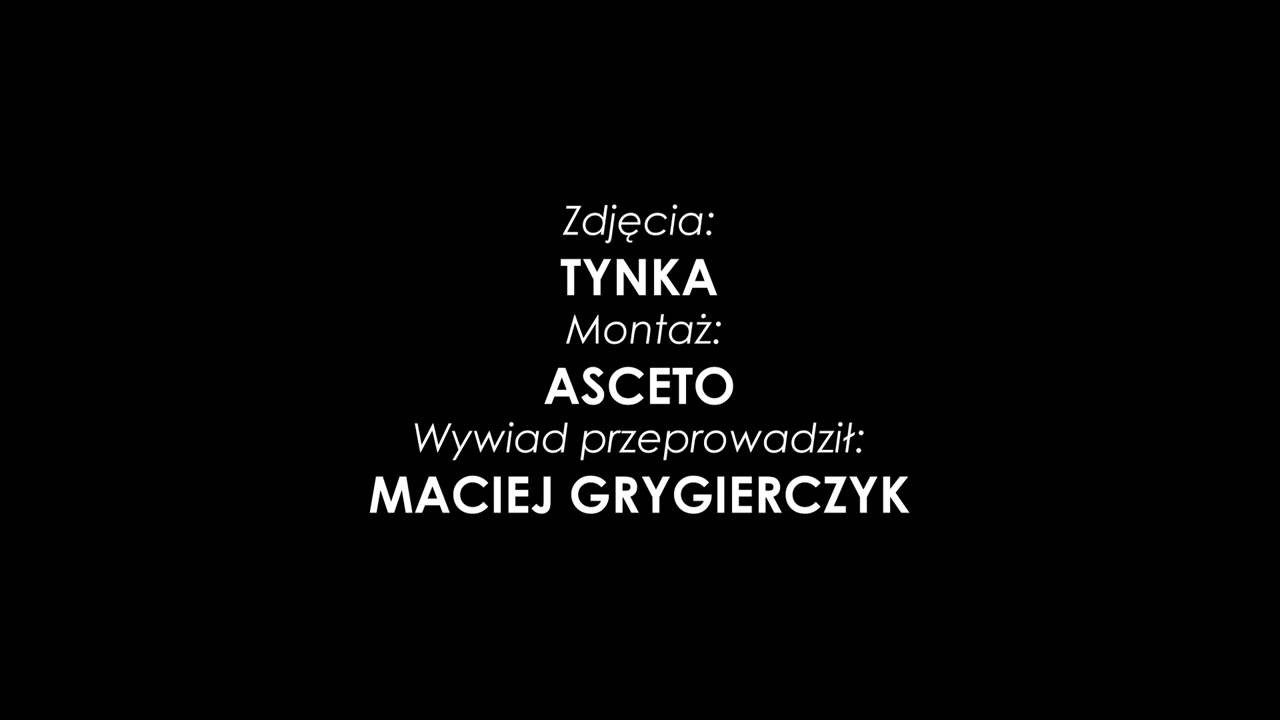 Zdjęcia:
TYNKA
Montaż:
ASCETO
Wywiad przeprowadził:
MACIEJ GRYGIERCZYK